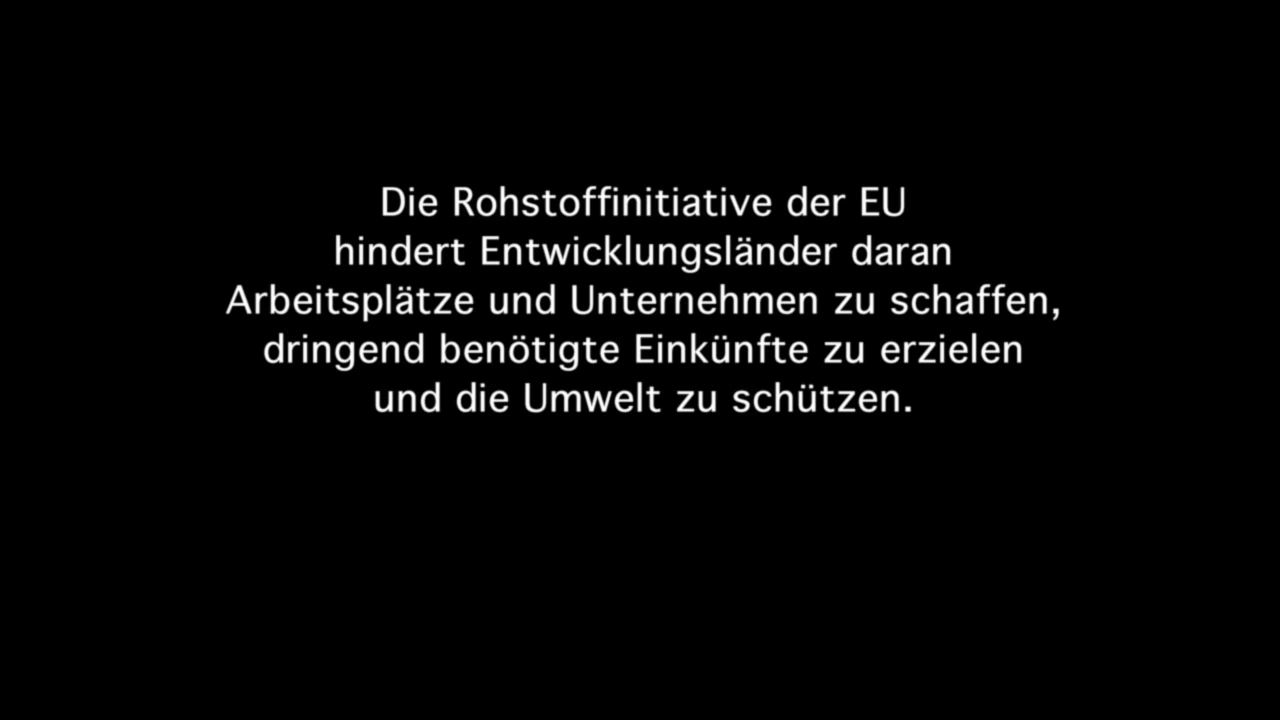 Die Rohstoffinitiative der EU
hindert Entwicklungsländer daran
Arbeitsplätze und Unternehmen zu schaffen,
dringend benötigte Einkünfte zu erzielen
und die Umwelt zu schützen.